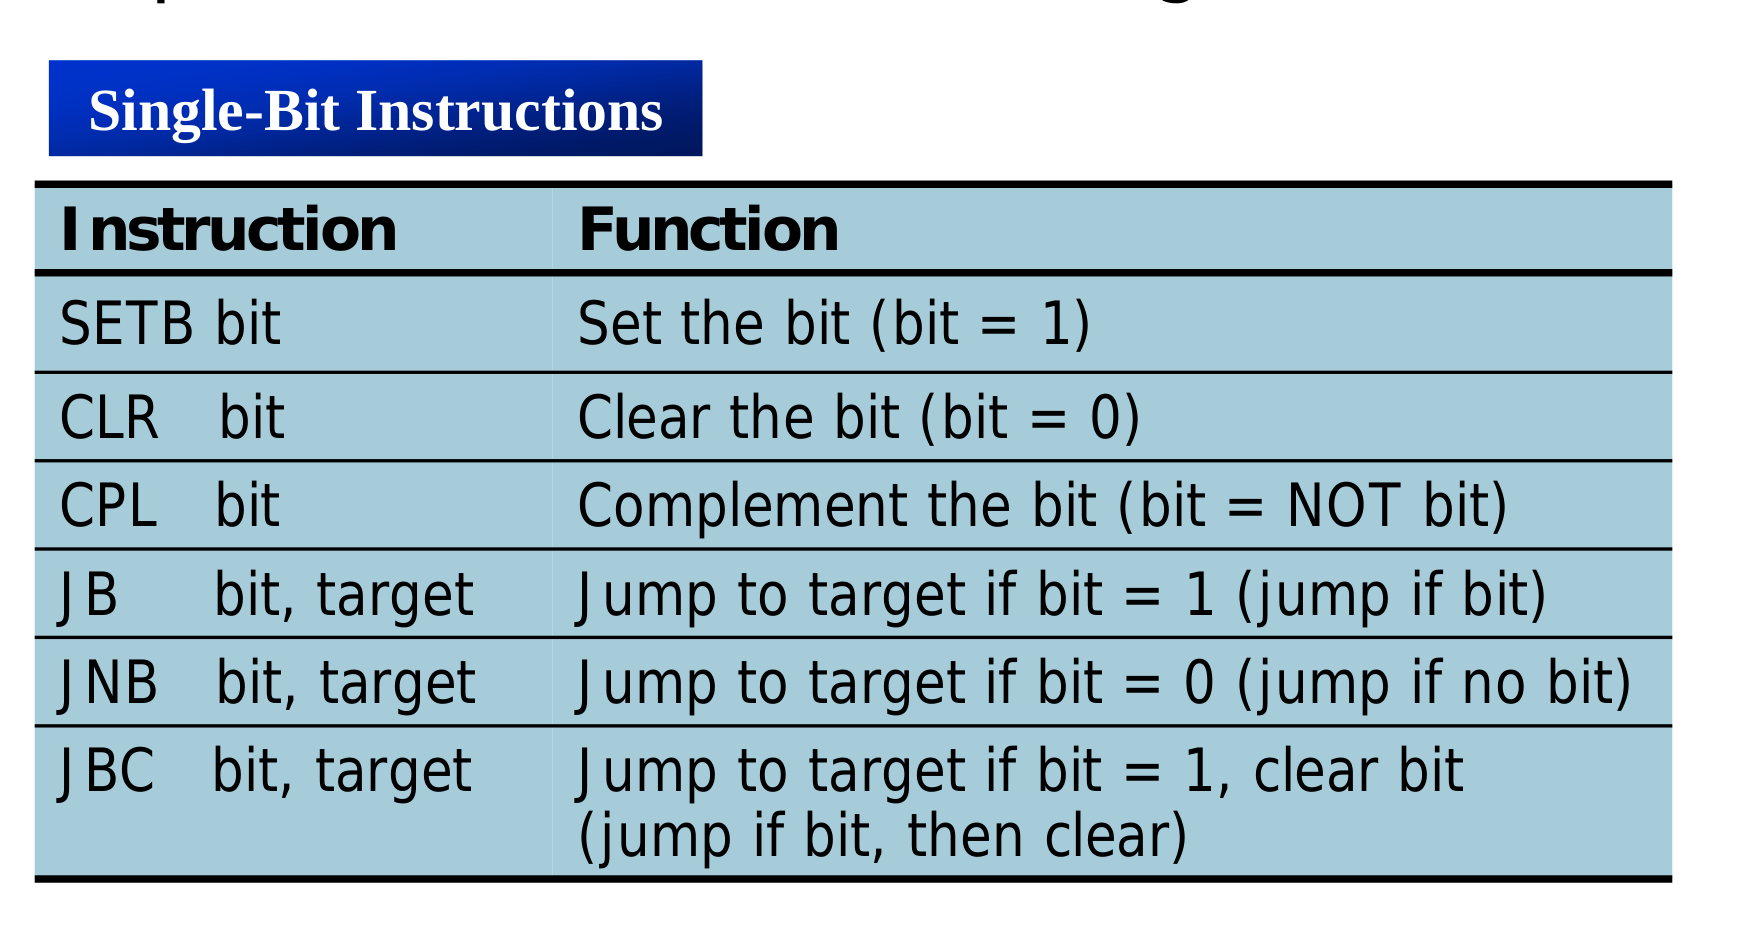 Single-Bit Instructions
Instruction Function
SETB bit Set the bit (bit = 1)
CLR bit Clear the bit (bit = 0)
CPL bit Complement the bit (bit = NOT bit)
JB bit, target Jump to target if bit = 1 (jump if bit)
JNB bit, target Jump to target if bit = 0 (jump if no bit)
JBC bit, target Jump to target if bit = 1, clear bit
(jump if bit, then clear)